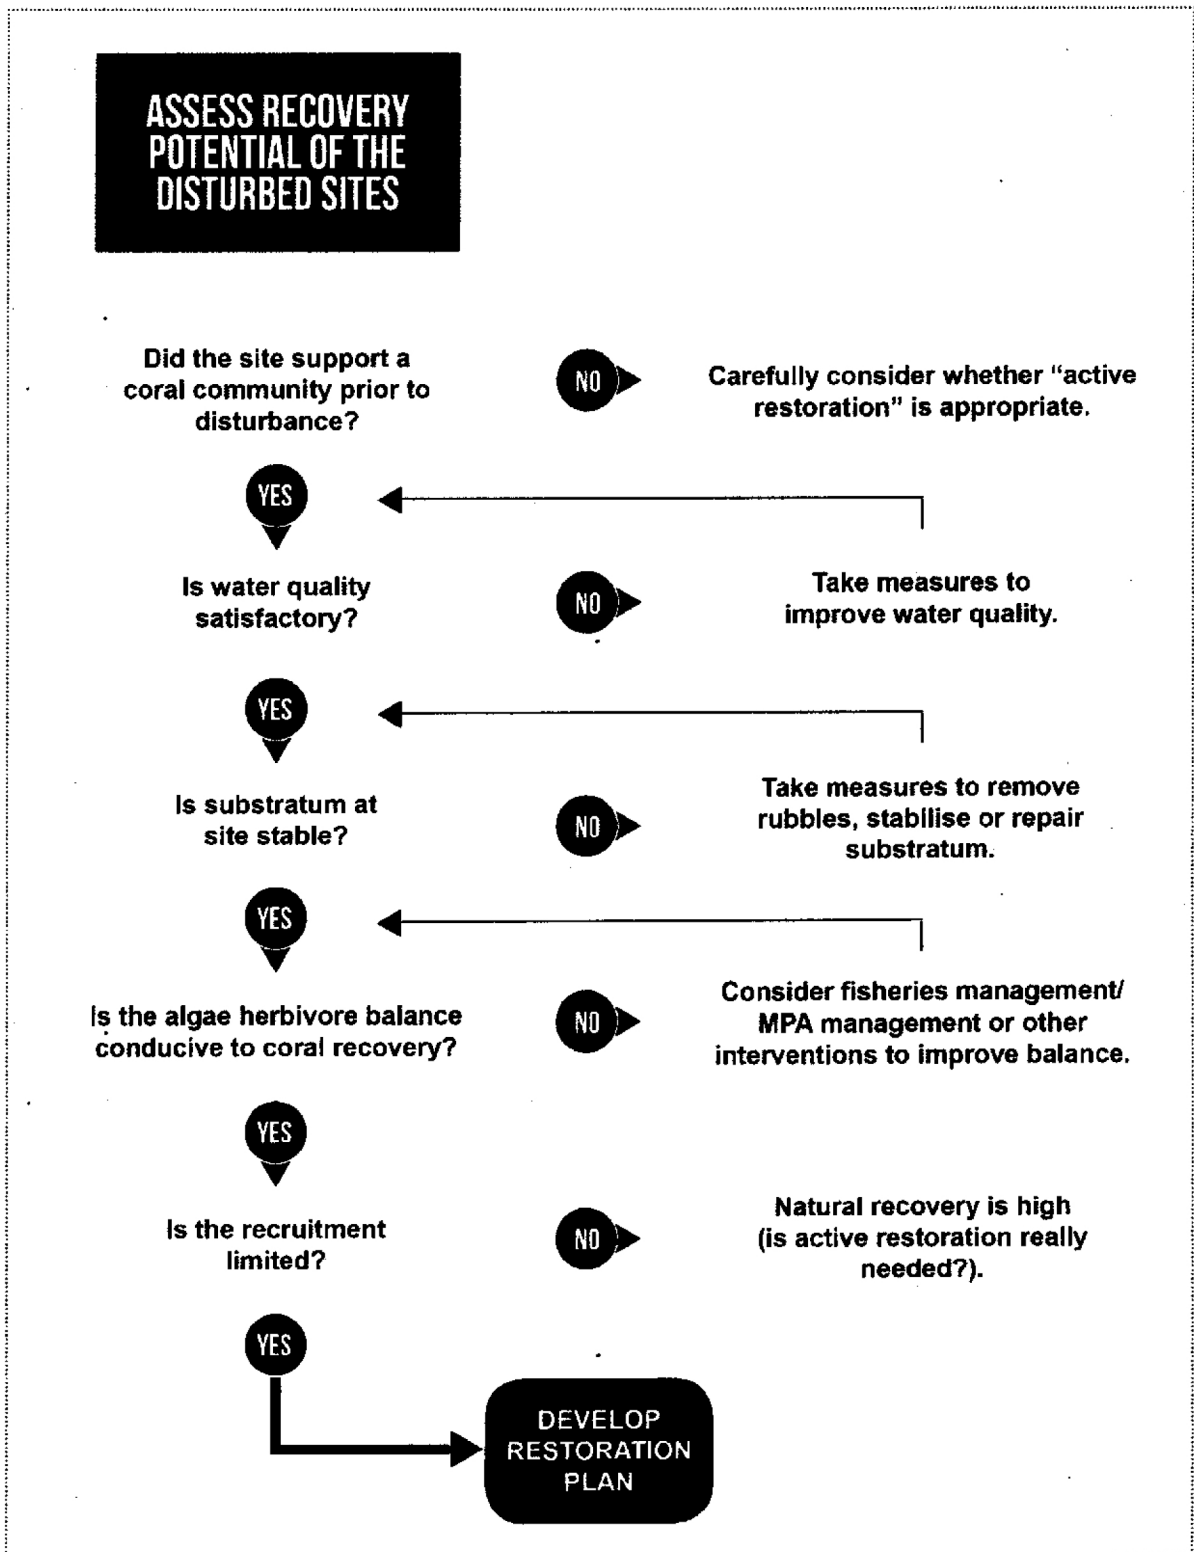 ASSESS RECOVERY
POTENTIAL OF THE
DISTURBED SITES
Did the site support a
coral community prior to
disturbance?
NO
Carefully consider whether “active
restoration” is appropriate.
YES
Is water quality
satisfactory?
NO
Take measures to
improve water quality.
YES
Is substratum at
site stable?
NO
Take measures to remove
rubbles, stabilise or repair
substratum.
YES
Is the algae herbivore balance
conducive to coral recovery?
NO
Consider fisheries management/
MPA management or other
interventions to improve balance.
YES
Is the recruitment
limited?
NO
Natural recovery is high
(is active restoration really
needed?).
YES
DEVELOP
RESTORATION
PLAN